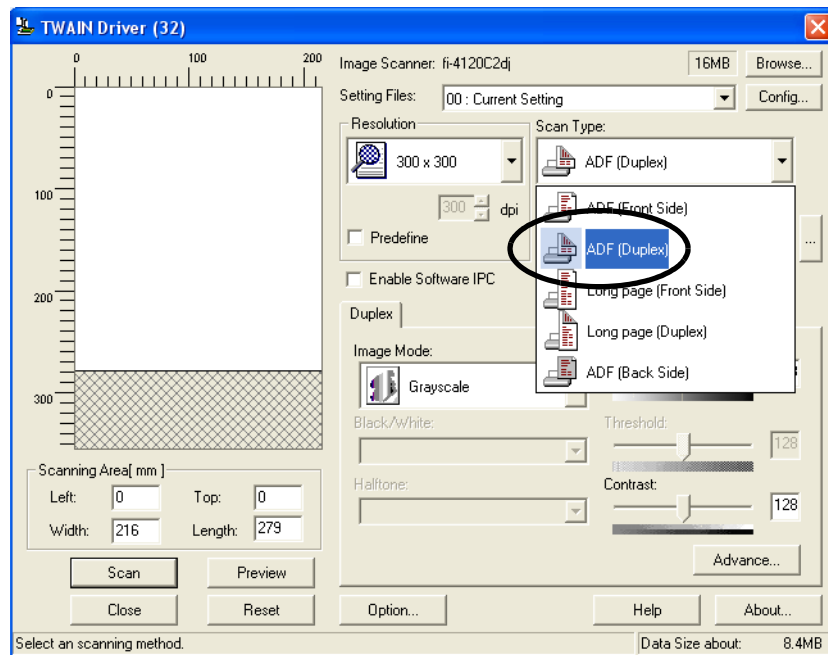 TWAIN Driver (32)
0 100 200
0
100
200
300
Image Scanner: fi-4120C2dj 16MB Browse...
Setting Files: 00 : Current Setting Config...
Resolution
300 x 300
300 dpi
Predefine
Scan Type:
ADF (Duplex)
ADF (Front Side)
ADF (Duplex)
Long page (Front Side)
Long page (Duplex)
ADF (Back Side)
...
Enable Software IPC
Duplex
Image Mode:
Grayscale
Black/White:
Halftone:
Threshold:
128
Contrast:
128
Advance...
Scanning Area[ mm ]
Left: 0 Top: 0
Width: 216 Length: 279
Scan Preview
Close Reset Option... Help About...
Select an scanning method. Data Size about: 8.4MB